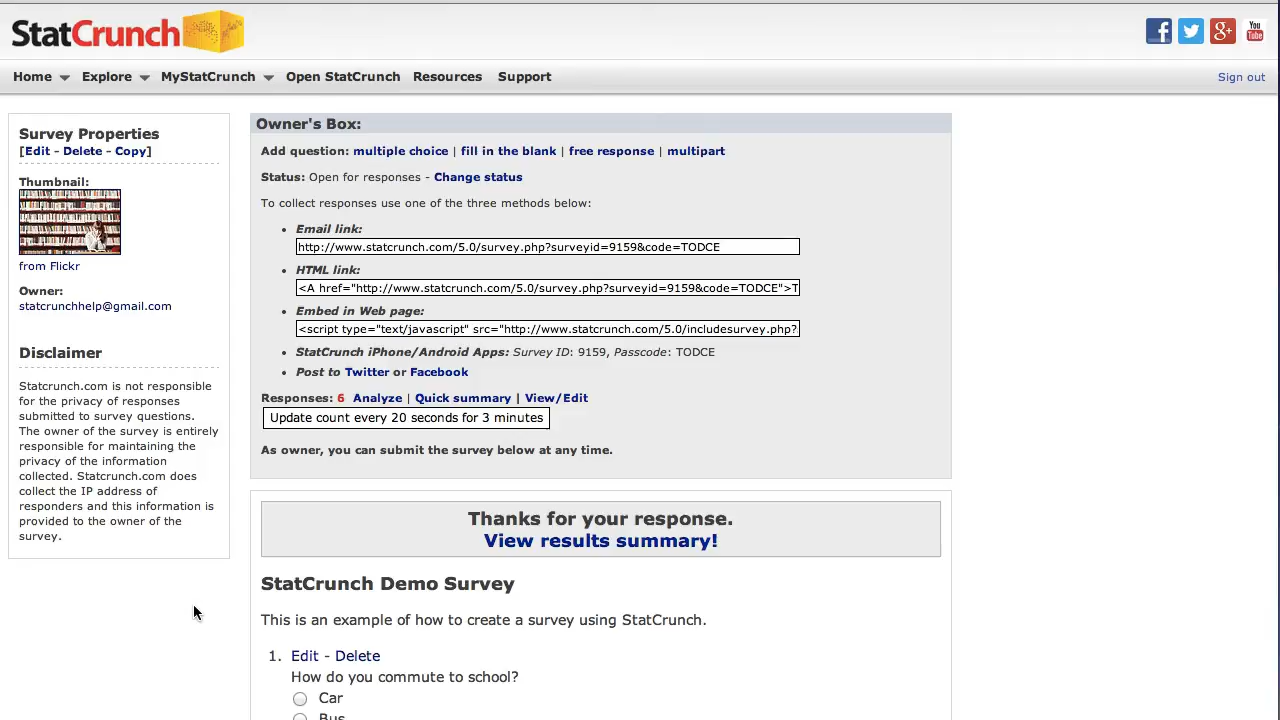 StatCrunch
Home Explore MyStatCrunch Open StatCrunch Resources Support
Sign out
Survey Properties
[Edit - Delete - Copy]
Thumbnail:
from Flickr
Owner:
statcrunchhelp@gmail.com
Disclaimer
Statcrunch.com is not responsible
for the privacy of responses
submitted to survey questions.
The owner of the survey is entirely
responsible for maintaining the
privacy of the information
collected. Statcrunch.com does
collect the IP address of
responders and this information is
provided to the owner of the
survey.
Owner's Box:
Add question: multiple choice | fill in the blank | free response | multipart
Status: Open for responses - Change status
To collect responses use one of the three methods below:
• Email link:
http://www.statcrunch.com/5.0/survey.php?surveyid=9159&code=TODCE
• HTML link:
<A href="http://www.statcrunch.com/5.0/survey.php?surveyid=9159&code=TODCE">T
• Embed in Web page:
<script type="text/javascript" src="http://www.statcrunch.com/5.0/includesurvey.php?
• StatCrunch iPhone/Android Apps: Survey ID: 9159, Passcode: TODCE
• Post to Twitter or Facebook
Responses: 6 Analyze | Quick summary | View/Edit
Update count every 20 seconds for 3 minutes
As owner, you can submit the survey below at any time.
Thanks for your response.
View results summary!
StatCrunch Demo Survey
This is an example of how to create a survey using StatCrunch.
1. Edit - Delete
How do you commute to school?
Car
Bus